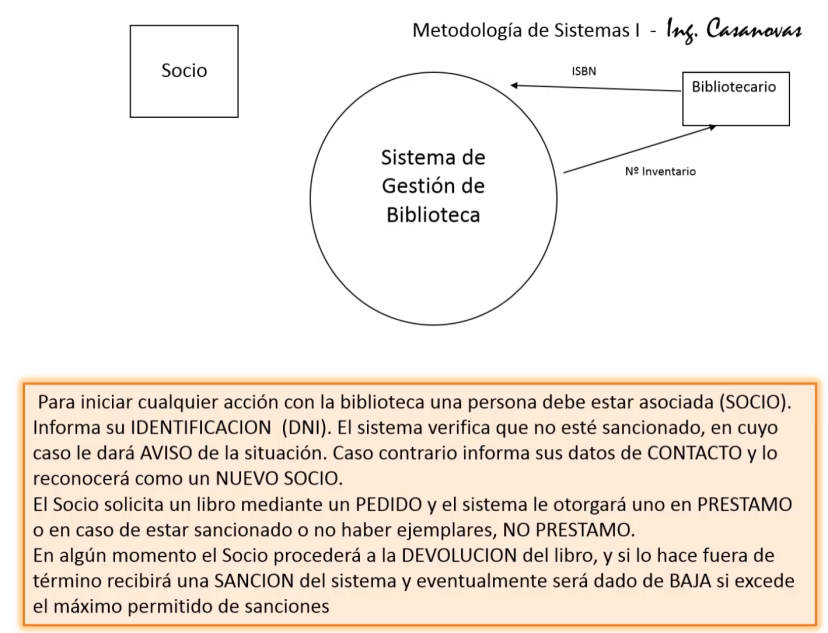 Metodología de Sistemas I - Ing. Casanovas
Socio
ISBN
Bibliotecario
Sistema de
Gestión de
Biblioteca
Nº Inventario
Para iniciar cualquier acción con la biblioteca una persona debe estar asociada (SOCIO).
Informa su IDENTIFICACION (DNI). El sistema verifica que no esté sancionado, en cuyo
caso le dará AVISO de la situación. Caso contrario informa sus datos de CONTACTO y lo
reconocerá como un NUEVO SOCIO.
El Socio solicita un libro mediante un PEDIDO y el sistema le otorgará uno en PRESTAMO
o en caso de estar sancionado o no haber ejemplares, NO PRESTAMO.
En algún momento el Socio procederá a la DEVOLUCION del libro, y si lo hace fuera de
término recibirá una SANCION del sistema y eventualmente será dado de BAJA si excede
el máximo permitido de sanciones